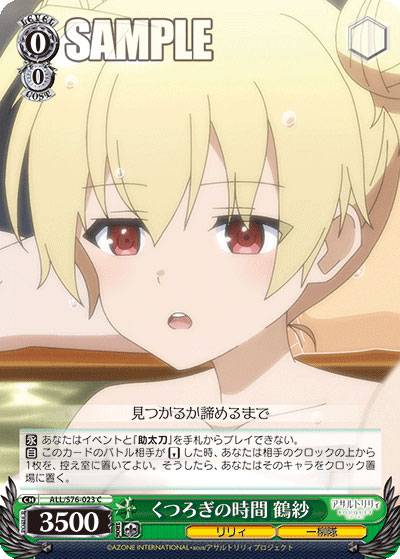 LEVEL
0
SAMPLE
0
COST
見つかるか諦めるまで
永 あなたはイベントと「助太刀」を手札からプレイできない。
自 このカードのバトル相手が した時、あなたは相手のクロックの上から
1枚を、控え室に置いてよい。そうしたら、あなたはそのキャラをクロック置
場に置く。
CH ALL/S76-023 C
くつろぎの時間 鶴紗
アサルトリリィ
BOUQUET
3500
リリィ 一柳隊
©AZONE INTERNATIONAL・acus/アサルトリリィプロジェクト